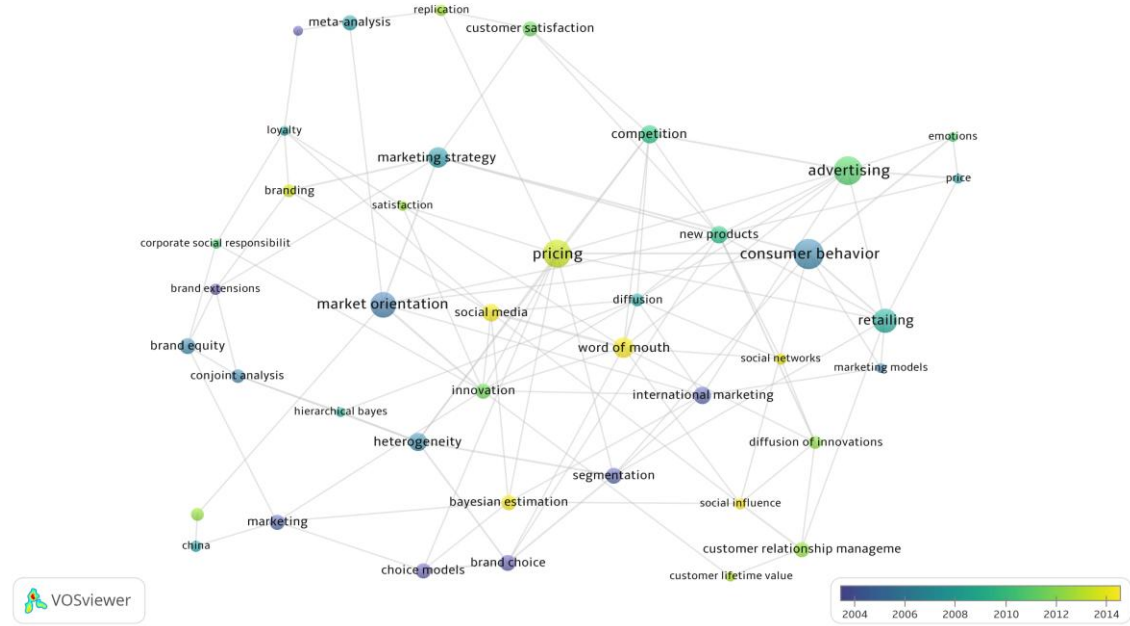 replication
meta-analysis
customer satisfaction
loyalty
competition
emotions
marketing strategy
advertising
price
branding
satisfaction
new products
corporate social responsibilit
pricing
consumer behavior
brand extensions
market orientation
diffusion
social media
retailing
brand equity
word of mouth
social networks
marketing models
conjoint analysis
innovation
international marketing
hierarchical bayes
heterogeneity
diffusion of innovations
segmentation
bayesian estimation
social influence
marketing
china
customer relationship manageme
brand choice
choice models
customer lifetime value
VOSviewer
2004 2006 2008 2010 2012 2014